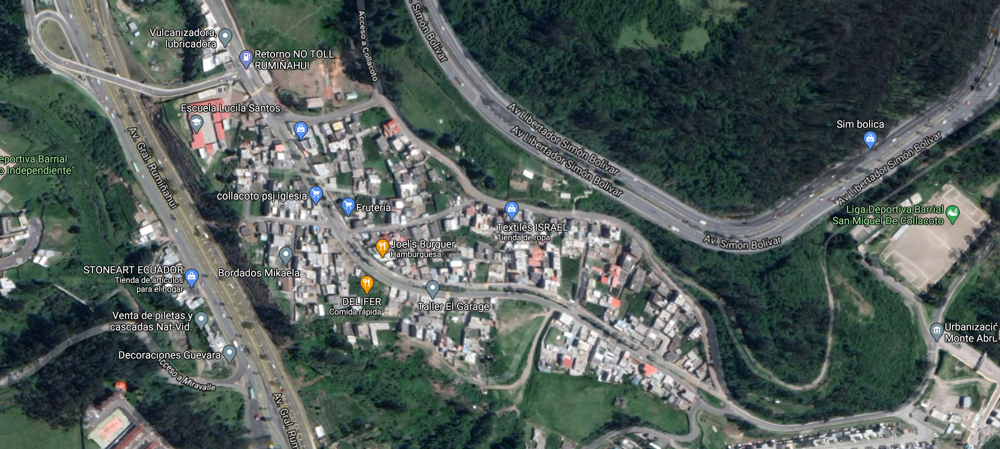 . Simón Bolívar
Acceso a Collacoto
Vulcanizadora,
lubricadora
Retorno NO TOLL
RUMIÑAHUI
Escuela Lucila Santos
Av Libertador Simón Bolívar
Av Libertador Simón Bolívar
Sim bolica
Av Libertador Simón Bolívar
Av. Gral. Rumiñahui
eportiva Barrial
o Independiente"
collacoto psj iglesia
Fruteria
Textiles ISRAEL
Tienda de ropa
Liga Deportiva Barrial
San Miguel De Collacoto
Av. Simón Bolívar
Joel's Burguer
Hamburguesa
Bordados Mikaela
STONEART ECUADOR
Tienda de artículos
para el hogar
DELIFER
Comida rápida
Taller El Garage
Venta de piletas y
cascadas Nat-Vid.
Urbanizació
Monte Abru
Decoraciones Guevara
Acceso a Miravalle
Av. Gral. Rum